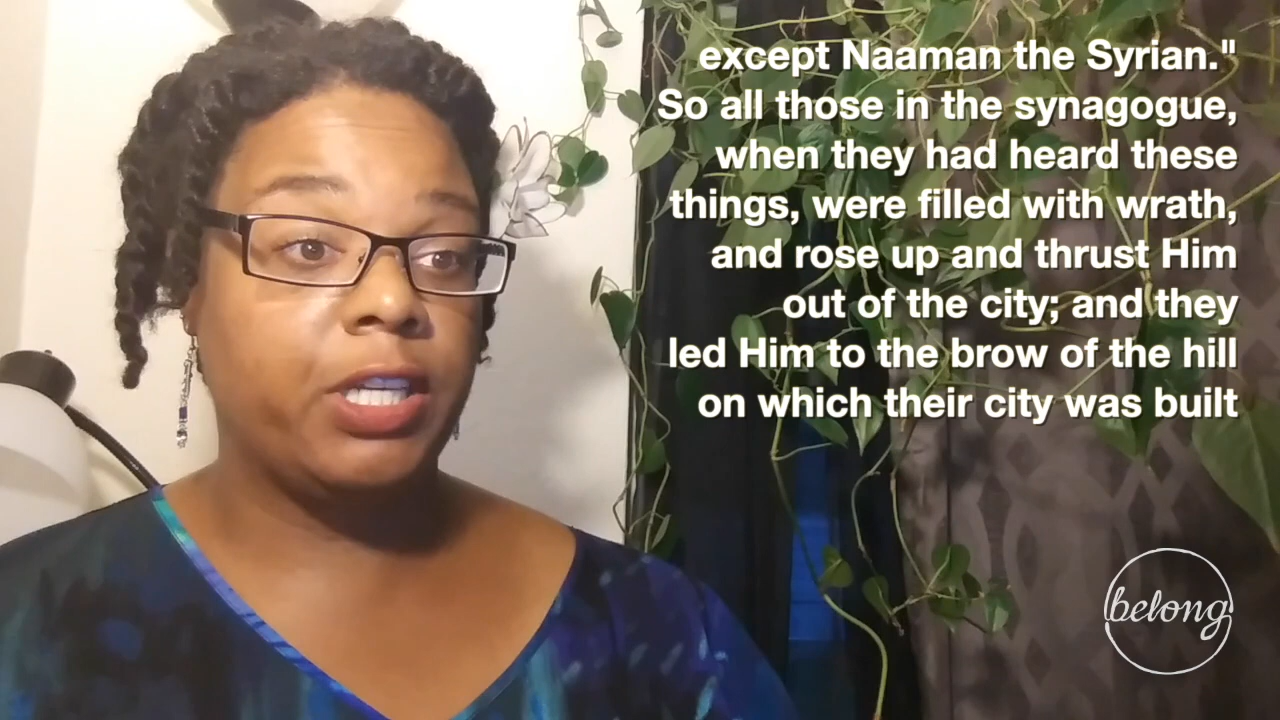 except Naaman the Syrian."
So all those in the synagogue,
when they had heard these
things, were filled with wrath,
and rose up and thrust Him
out of the city; and they
led Him to the brow of the hill
on which their city was built
belong